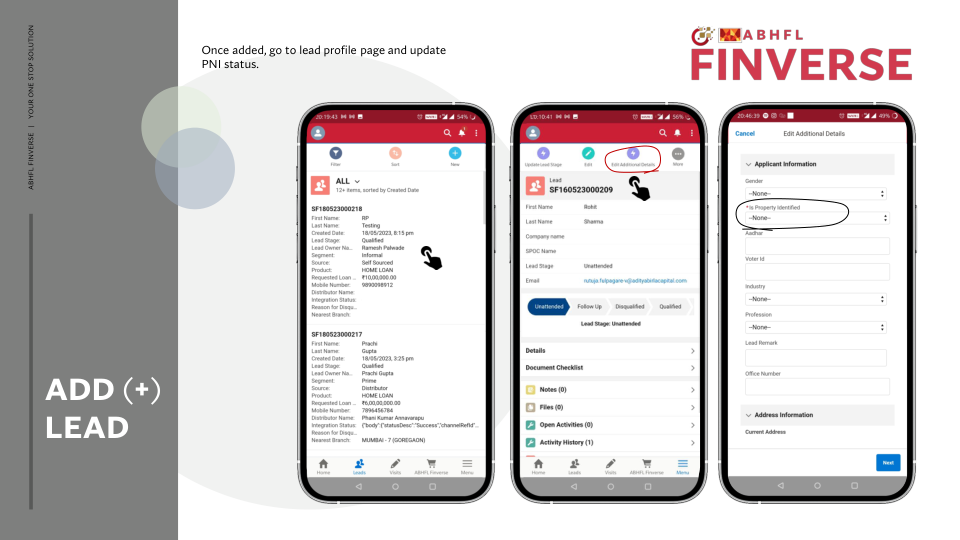 ABHFL FINVERSE | YOUR ONE STOP SOLUTION
Once added, go to lead profile page and update
PNI status.
ABHFL
FINVERSE
ADD (+)
LEAD
20:19:43
54%
Filter
Sort
New
ALL
12+ items, sorted by Created Date
SF180523000218
First Name: RP
Last Name: Testing
Created Date: 18/05/2023, 8:15 pm
Lead Stage: Qualified
Lead Owner Na... Ramesh Palwade
Segment: Informal
Source: Self Sourced
Product: HOME LOAN
Requested Loan ... ₹10,00,000.00
Mobile Number: 9890098912
Distributor Name:
Integration Status:
Reason for Disqu...
Nearest Branch:
SF180523000217
First Name: Prachi
Last Name: Gupta
Created Date: 18/05/2023, 3:25 pm
Lead Stage: Qualified
Lead Owner Na... Prachi Gupta
Segment: Prime
Source: Distributor
Product: HOME LOAN
Requested Loan ... ₹6,00,00,000.00
Mobile Number: 7896456784
Distributor Name: Phani Kumar Annavarapu
Integration Status: {"body":{"statusDesc":"Success","channelRefId"...
Reason for Disqu...
Nearest Branch: MUMBAI - 7 (GOREGAON)
Home Leads Visits ABHFL Finverse Menu
20:10:41
56%
Update Lead Stage
Edit
Edit Additional Details
More
Lead
SF160523000209
First Name Rohit
Last Name Sharma
Company name
SPOC Name
Lead Stage Unattended
Email rutuja.fulpagare-v@adityabirlacapital.com
Unattended Follow Up Disqualified Qualified
Lead Stage: Unattended
Details
Document Checklist
Notes (0)
Files (0)
Open Activities (0)
Activity History (1)
Home Leads Visits ABHFL Finverse Menu
20:46:39
49%
Cancel Edit Additional Details
Applicant Information
Gender
--None--
*Is Property Identified
--None--
Aadhar
Voter Id
Industry
--None--
Profession
--None--
Lead Remark
Office Number
Address Information
Current Address
Next